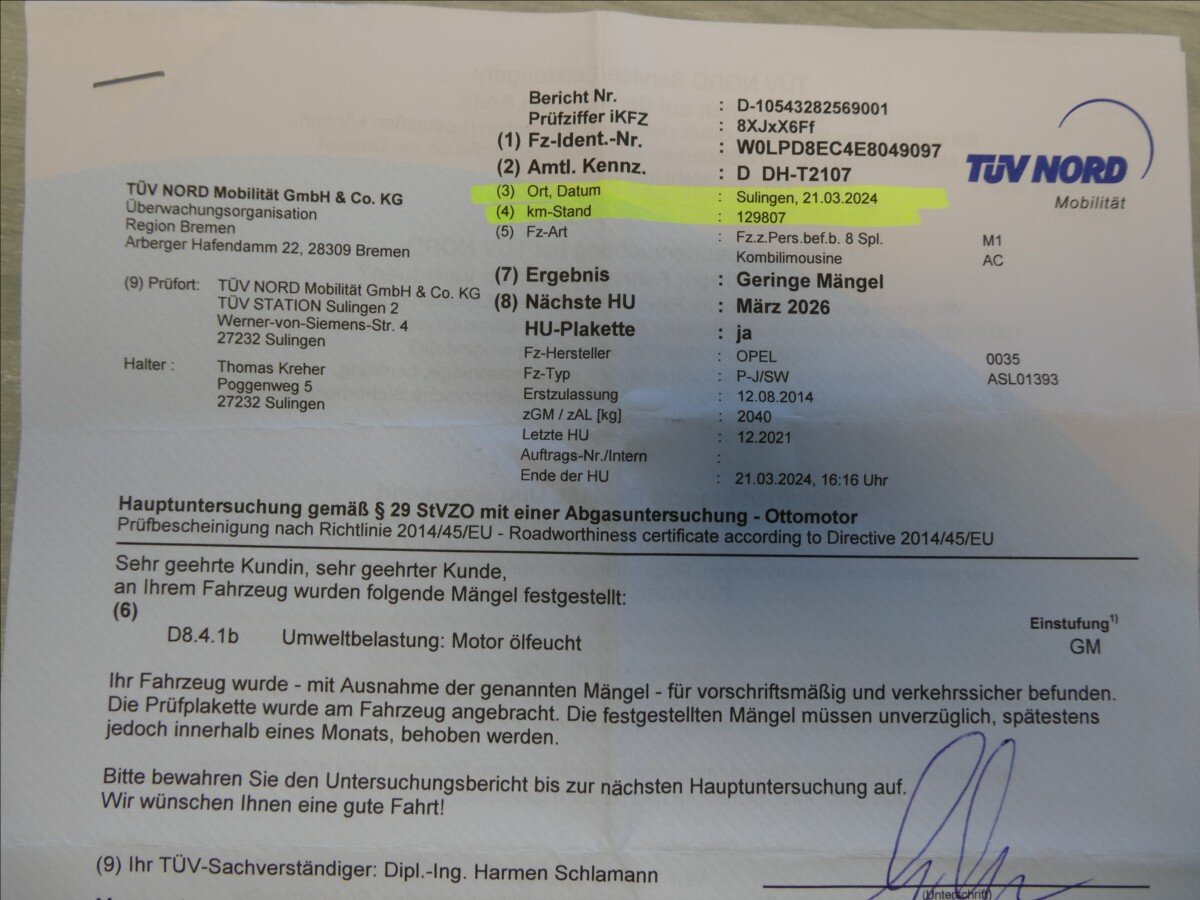 Bericht Nr. : D-10543282569001
Prüfziffer iKFZ : 8XJxX6Ff
(1) Fz-Ident.-Nr. : W0LPD8EC4E8049097
(2) Amtl. Kennz. : D DH-T2107
(3) Ort, Datum : Sulingen, 21.03.2024
(4) km-Stand : 129807
(5) Fz-Art : Fz.z.Pers.bef.b. 8 Spl. M1
Kombilimousine AC
(7) Ergebnis : Geringe Mängel
(8) Nächste HU : März 2026
HU-Plakette : ja
Fz-Hersteller : OPEL 0035
Fz-Typ : P-J/SW ASL01393
Erstzulassung : 12.08.2014
zGM / zAL [kg] : 2040
Letzte HU : 12.2021
Auftrags-Nr./Intern :
Ende der HU : 21.03.2024, 16:16 Uhr
TÜV NORD
Mobilität
TÜV NORD Mobilität GmbH & Co. KG
Überwachungsorganisation
Region Bremen
Arberger Hafendamm 22, 28309 Bremen
(9) Prüfort: TÜV NORD Mobilität GmbH & Co. KG
TÜV STATION Sulingen 2
Werner-von-Siemens-Str. 4
27232 Sulingen
Halter : Thomas Kreher
Poggenweg 5
27232 Sulingen
Hauptuntersuchung gemäß § 29 StVZO mit einer Abgasuntersuchung - Ottomotor
Prüfbescheinigung nach Richtlinie 2014/45/EU - Roadworthiness certificate according to Directive 2014/45/EU
Sehr geehrte Kundin, sehr geehrter Kunde,
an Ihrem Fahrzeug wurden folgende Mängel festgestellt:
(6) Einstufung1)
D8.4.1b Umweltbelastung: Motor ölfeucht GM
Ihr Fahrzeug wurde - mit Ausnahme der genannten Mängel - für vorschriftsmäßig und verkehrssicher befunden.
Die Prüfplakette wurde am Fahrzeug angebracht. Die festgestellten Mängel müssen unverzüglich, spätestens
jedoch innerhalb eines Monats, behoben werden.
Bitte bewahren Sie den Untersuchungsbericht bis zur nächsten Hauptuntersuchung auf.
Wir wünschen Ihnen eine gute Fahrt!
(9) Ihr TÜV-Sachverständiger: Dipl.-Ing. Harmen Schlamann
(Unterschrift)